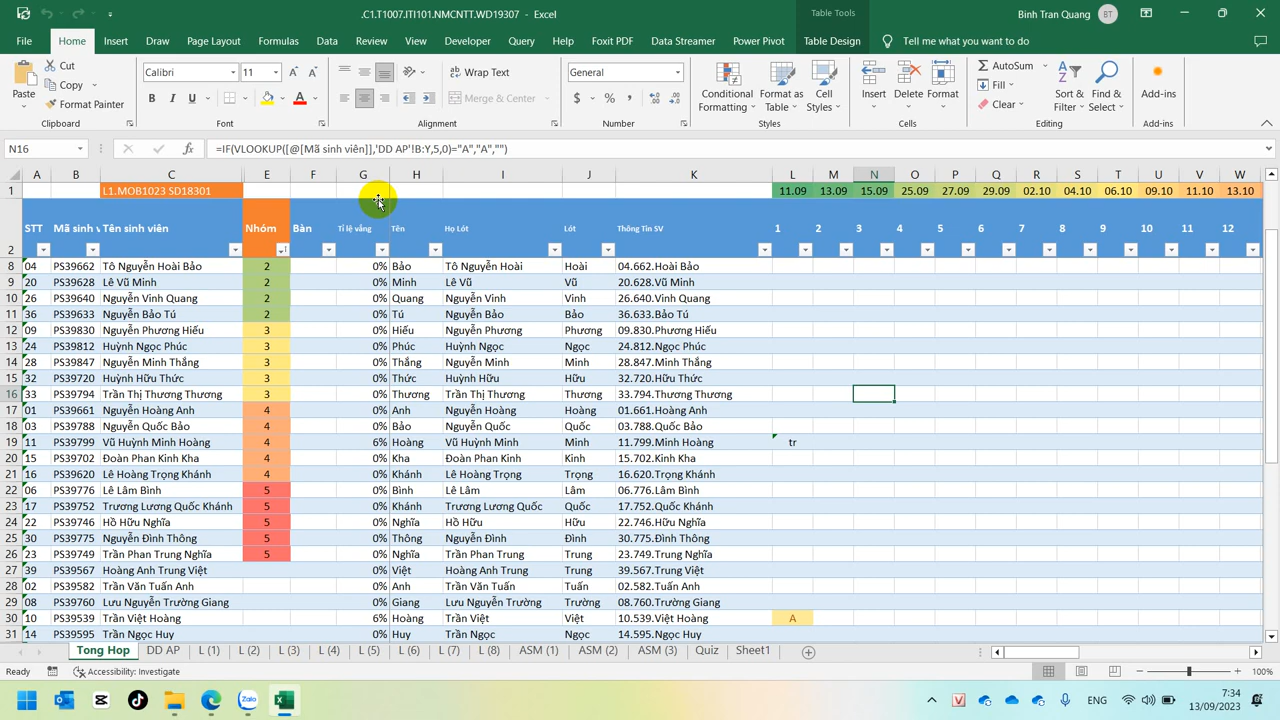 .C1.T1007.ITI101.NMCNTT.WD19307 - Excel
Table Tools
Binh Tran Quang BT
File Home Insert Draw Page Layout Formulas Data Review View Developer Query Help Foxit PDF Data Streamer Power Pivot Table Design Tell me what you want to do
Cut
Copy
Format Painter
Paste
Clipboard
Calibri 11
B I U
Font
Wrap Text
Merge & Center
Alignment
General
Number
Conditional Formatting
Format as Table
Cell Styles
Styles
Insert Delete Format
Cells
AutoSum
Fill
Clear
Sort & Filter
Find & Select
Editing
Add-ins
Add-ins
N16 fx =IF(VLOOKUP([@[Mã sinh viên]],'DD AP'!B:Y,5,0)="A","A","")
A B C E F G H I J K L M N O P Q R S T U V W
1 L1.MOB1023 SD18301 11.09 13.09 15.09 25.09 27.09 29.09 02.10 04.10 06.10 09.10 11.10 13.10
2 STT Mã sinh v Tên sinh viên Nhóm Bàn Tỉ lệ vắng Tên Họ Lót Lót Thông Tin SV 1 2 3 4 5 6 7 8 9 10 11 12
8 04 PS39662 Tô Nguyễn Hoài Bảo 2 0% Bảo Tô Nguyễn Hoài Hoài 04.662.Hoài Bảo
9 20 PS39628 Lê Vũ Minh 2 0% Minh Lê Vũ Vũ 20.628.Vũ Minh
10 26 PS39640 Nguyễn Vinh Quang 2 0% Quang Nguyễn Vinh Vinh 26.640.Vinh Quang
11 36 PS39633 Nguyễn Bảo Tú 2 0% Tú Nguyễn Bảo Bảo 36.633.Bảo Tú
12 09 PS39830 Nguyễn Phương Hiếu 3 0% Hiếu Nguyễn Phương Phương 09.830.Phương Hiếu
13 24 PS39812 Huỳnh Ngọc Phúc 3 0% Phúc Huỳnh Ngọc Ngọc 24.812.Ngọc Phúc
14 28 PS39847 Nguyễn Minh Thắng 3 0% Thắng Nguyễn Minh Minh 28.847.Minh Thắng
15 32 PS39720 Huỳnh Hữu Thức 3 0% Thức Huỳnh Hữu Hữu 32.720.Hữu Thức
16 33 PS39794 Trần Thị Thương Thương 3 0% Thương Trần Thị Thương Thương 33.794.Thương Thương
17 01 PS39661 Nguyễn Hoàng Anh 4 0% Anh Nguyễn Hoàng Hoàng 01.661.Hoàng Anh
18 03 PS39788 Nguyễn Quốc Bảo 4 0% Bảo Nguyễn Quốc Quốc 03.788.Quốc Bảo
19 11 PS39799 Vũ Huỳnh Minh Hoàng 4 6% Hoàng Vũ Huỳnh Minh Minh 11.799.Minh Hoàng tr
20 15 PS39702 Đoàn Phan Kinh Kha 4 0% Kha Đoàn Phan Kinh Kinh 15.702.Kinh Kha
21 16 PS39620 Lê Hoàng Trọng Khánh 4 0% Khánh Lê Hoàng Trọng Trọng 16.620.Trọng Khánh
22 06 PS39776 Lê Lâm Bình 5 0% Bình Lê Lâm Lâm 06.776.Lâm Bình
23 17 PS39752 Trương Lương Quốc Khánh 5 0% Khánh Trương Lương Quốc Quốc 17.752.Quốc Khánh
24 22 PS39746 Hồ Hữu Nghĩa 5 0% Nghĩa Hồ Hữu Hữu 22.746.Hữu Nghĩa
25 30 PS39775 Nguyễn Đình Thông 5 0% Thông Nguyễn Đình Đình 30.775.Đình Thông
26 23 PS39749 Trần Phan Trung Nghĩa 5 0% Nghĩa Trần Phan Trung Trung 23.749.Trung Nghĩa
27 39 PS39567 Hoàng Anh Trung Việt 0% Việt Hoàng Anh Trung Trung 39.567.Trung Việt
28 02 PS39582 Trần Văn Tuấn Anh 0% Anh Trần Văn Tuấn Tuấn 02.582.Tuấn Anh
29 08 PS39760 Lưu Nguyễn Trường Giang 0% Giang Lưu Nguyễn Trường Trường 08.760.Trường Giang
30 10 PS39539 Trần Việt Hoàng 6% Hoàng Trần Việt Việt 10.539.Việt Hoàng A
31 14 PS39595 Trần Ngọc Huy 0% Huy Trần Ngọc Ngọc 14.595.Ngọc Huy
Tong Hop DD AP L (1) L (2) L (3) L (4) L (5) L (6) L (7) L (8) ASM (1) ASM (2) ASM (3) Quiz Sheet1
Ready Accessibility: Investigate 100%
Zalo ENG 7:34
13/09/2023